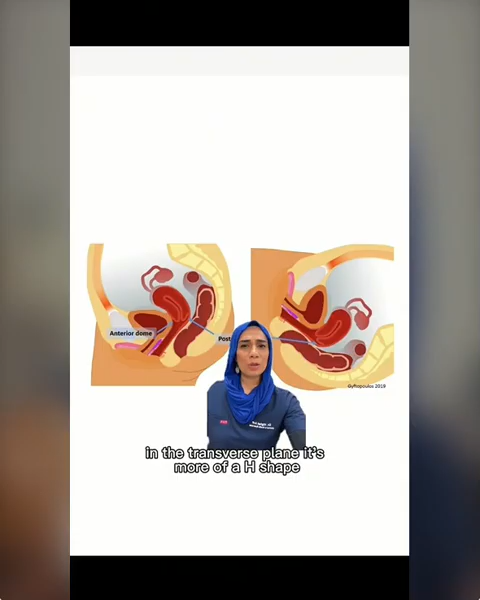 Anterior dome
Post
Gyftopoulos 2019
in the transverse plane it's
more of a H shape